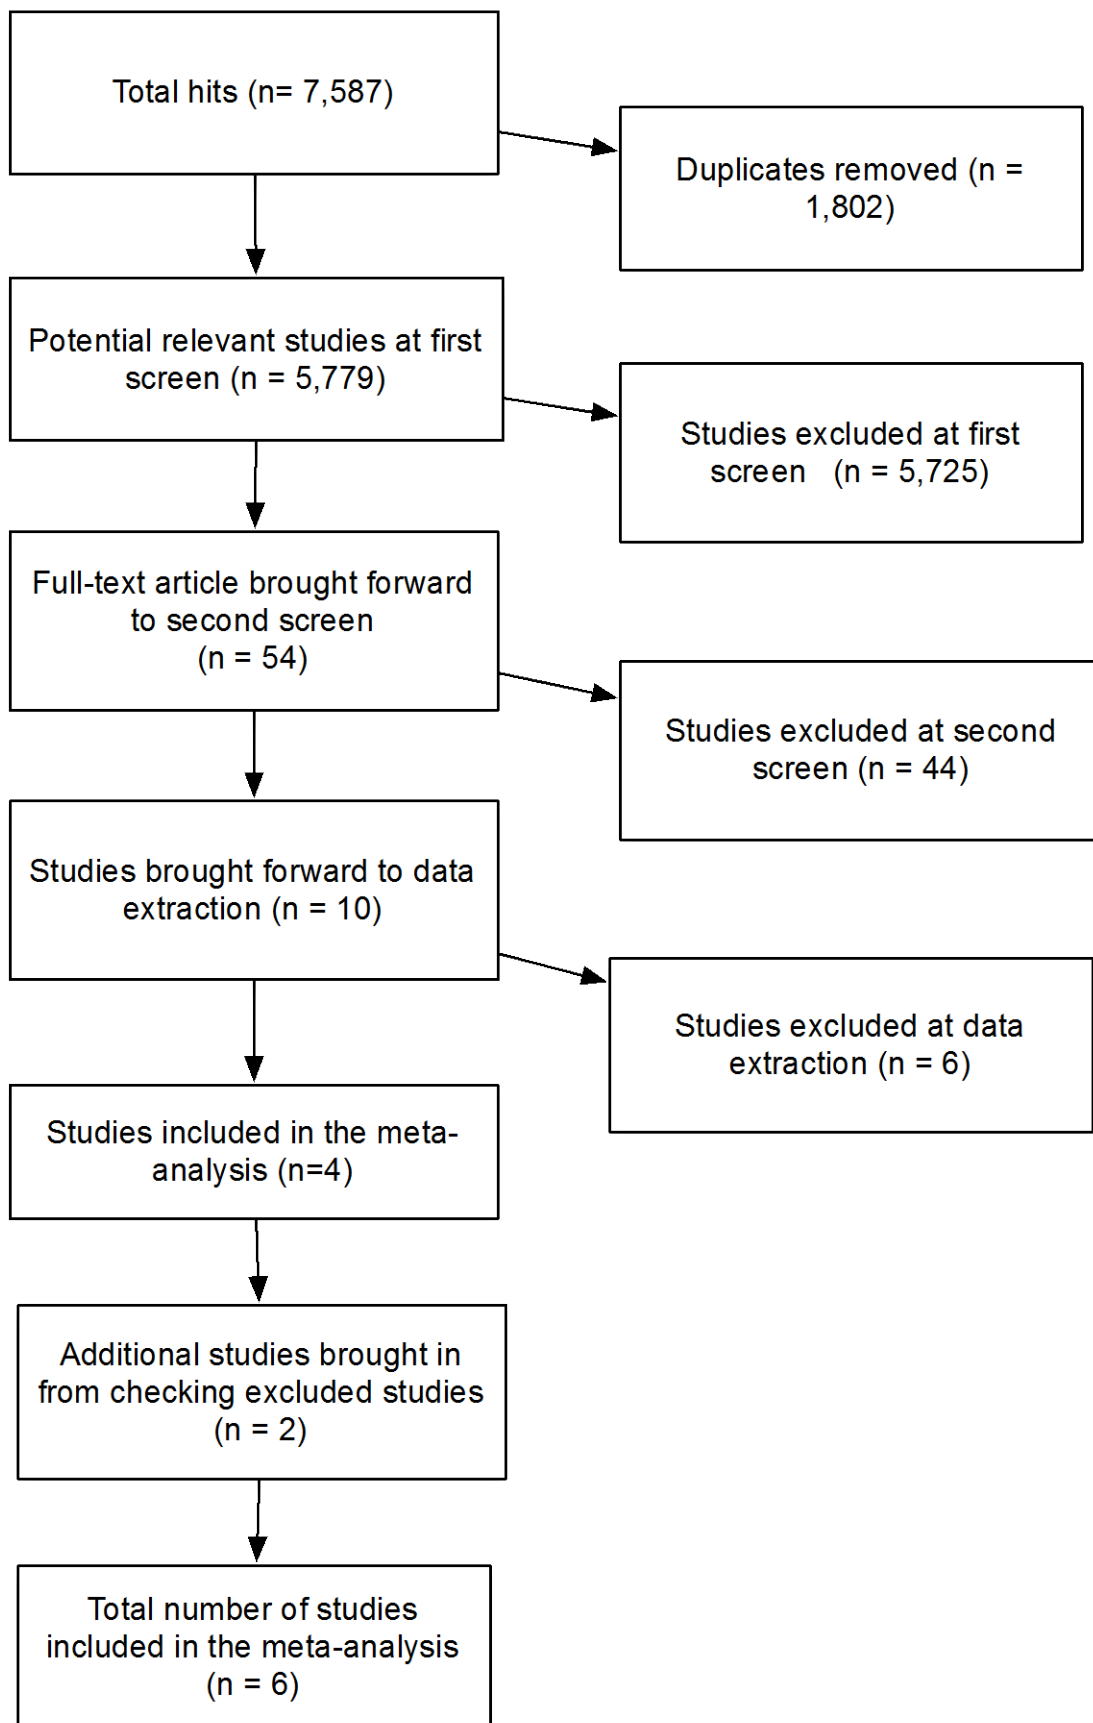 Total hits (n= 7,587)
Duplicates removed (n =
1,802)
Potential relevant studies at first
screen (n = 5,779)
Studies excluded at first
screen   (n = 5,725)
Full-text article brought forward
to second screen
(n = 54)
Studies excluded at second
screen (n = 44)
Studies brought forward to data
extraction (n = 10)
Studies excluded at data
extraction (n = 6)
Studies included in the meta-
analysis (n=4)
Additional studies brought in
from checking excluded studies
(n = 2)
Total number of studies
included in the meta-analysis
(n = 6)